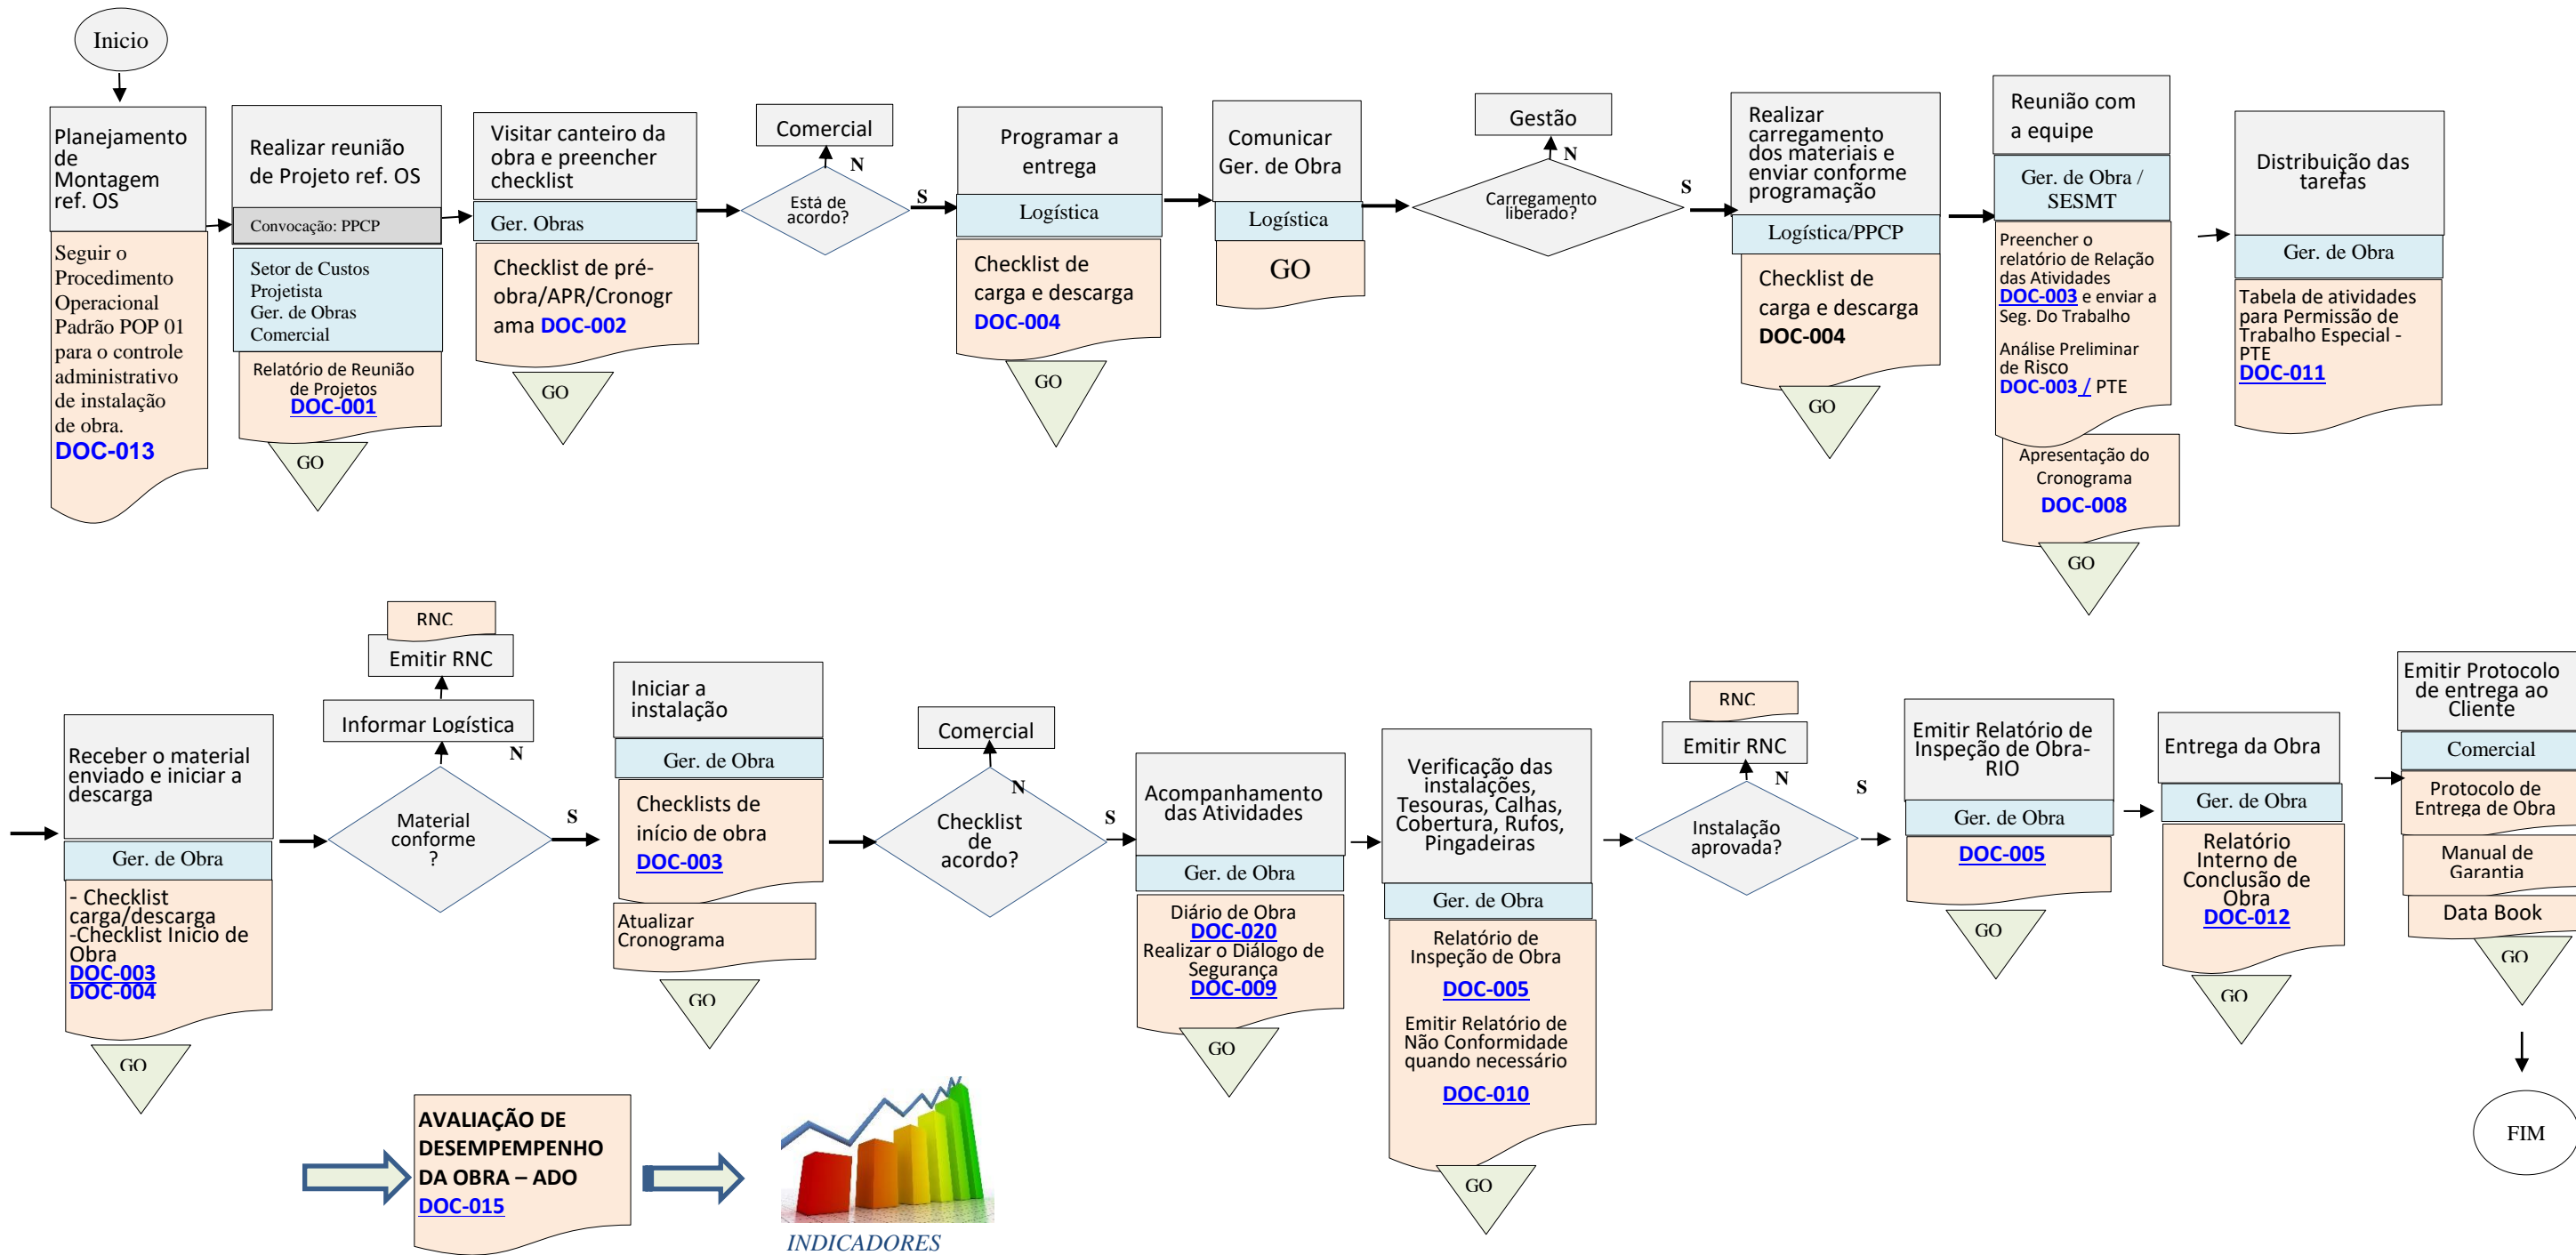 Inicio
Planejamento
de
Montagem
ref. OS
Seguir o
Procedimento
Operacional
Padrão POP 01
para o controle
administrativo
de instalação
de obra.
DOC-013
Realizar reunião
de Projeto ref. OS
Convocação: PPCP
Setor de Custos
Projetista
Ger. de Obras
Comercial
Relatório de Reunião
de Projetos
DOC-001
GO
Visitar canteiro da
obra e preencher
checklist
Ger. Obras
Checklist de pré-
obra/APR/Cronogr
ama DOC-002
GO
Comercial
N
Está de
acordo?
S
Programar a
entrega
Logística
Checklist de
carga e descarga
DOC-004
GO
Comunicar
Ger. de Obra
Logística
GO
Gestão
N
Carregamento
liberado?
S
Realizar
carregamento
dos materiais e
enviar conforme
programação
Logística/PPCP
Checklist de
carga e descarga
DOC-004
GO
Reunião com
a equipe
Ger. de Obra /
SESMT
Preencher o
relatório de Relação
das Atividades
DOC-003 e enviar a
Seg. Do Trabalho
Análise Preliminar
de Risco
DOC-003 / PTE
Apresentação do
Cronograma
DOC-008
GO
Distribuição das
tarefas
Ger. de Obra
Tabela de atividades
para Permissão de
Trabalho Especial -
PTE
DOC-011
Receber o material
enviado e iniciar a
descarga
Ger. de Obra
- Checklist
carga/descarga
-Checklist Inicio de
Obra
DOC-003
DOC-004
GO
RNC
Emitir RNC
Informar Logística
N
Material
conforme
?
S
Iniciar a
instalação
Ger. de Obra
Checklists de
início de obra
DOC-003
Atualizar
Cronograma
GO
Comercial
N
Checklist
de
acordo?
S
Acompanhamento
das Atividades
Ger. de Obra
Diário de Obra
DOC-020
Realizar o Diálogo de
Segurança
DOC-009
GO
Verificação das
instalações,
Tesouras, Calhas,
Cobertura, Rufos,
Pingadeiras
Ger. de Obra
Relatório de
Inspeção de Obra
DOC-005
Emitir Relatório de
Não Conformidade
quando necessário
DOC-010
GO
RNC
Emitir RNC
N
Instalação
aprovada?
S
Emitir Relatório de
Inspeção de Obra-
RIO
Ger. de Obra
DOC-005
GO
Entrega da Obra
Ger. de Obra
Relatório
Interno de
Conclusão de
Obra
DOC-012
GO
Emitir Protocolo
de entrega ao
Cliente
Comercial
Protocolo de
Entrega de Obra
Manual de
Garantia
Data Book
GO
FIM
AVALIAÇÃO DE
DESEMPEMPENHO
DA OBRA – ADO
DOC-015
INDICADORES